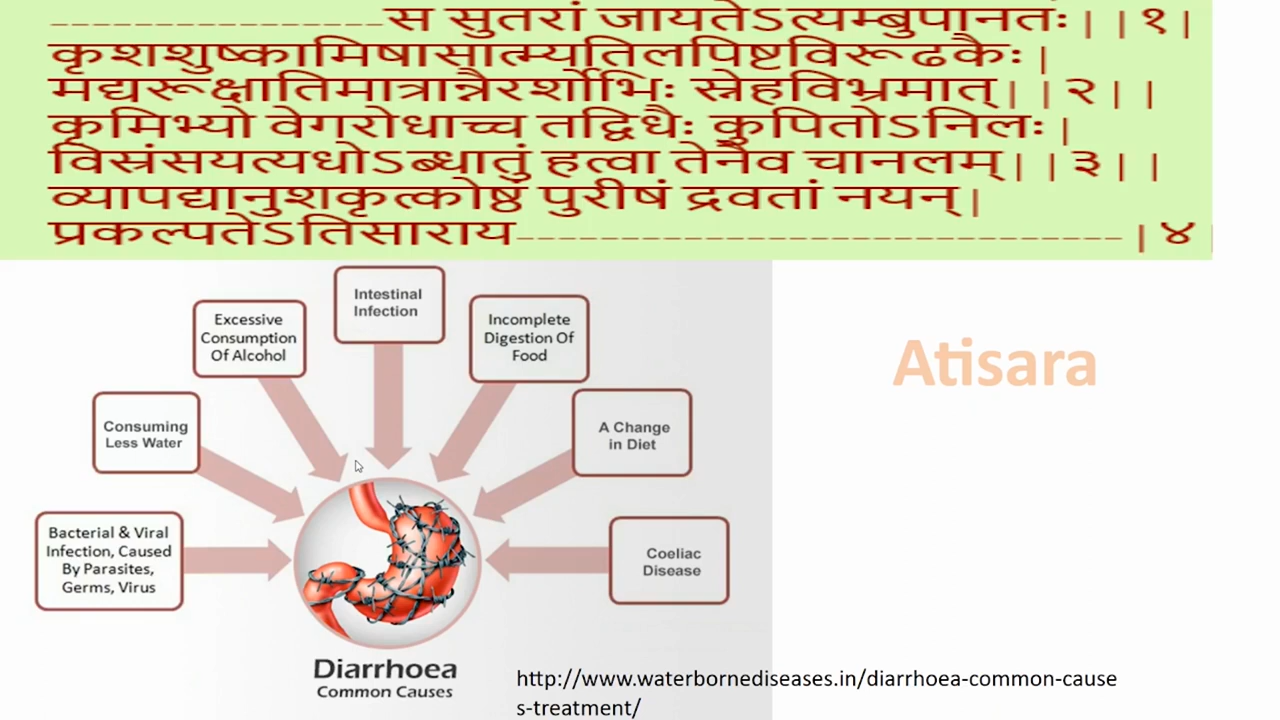 ---------------------स सुतरां जायतेऽत्यम्बुपानतः||१|
कृशशुष्कामिषासात्म्यतिलपिष्टविरूढकैः|
मद्यरूक्षातिमात्रान्नैरर्शोभिः स्नेहविभ्रमात्||२||
कृमिभ्यो वेगरोधाच्च तद्विधैः कुपितोऽनिलः|
विस्रंसयत्यधोऽब्धातुं हत्वा तेनैव चानलम्||३||
व्यापद्यानुशकृत्कोष्ठं पुरीषं द्रवतां नयन्|
प्रकल्पतेऽतिसाराय------------------------------|४|
Intestinal
Infection
Excessive
Consumption
Of Alcohol
Incomplete
Digestion Of
Food
Atisara
Consuming
Less Water
A Change
in Diet
Bacterial & Viral
Infection, Caused
By Parasites,
Germs, Virus
Coeliac
Disease
Diarrhoea
Common Causes
http://www.waterbornediseases.in/diarrhoea-common-cause
s-treatment/